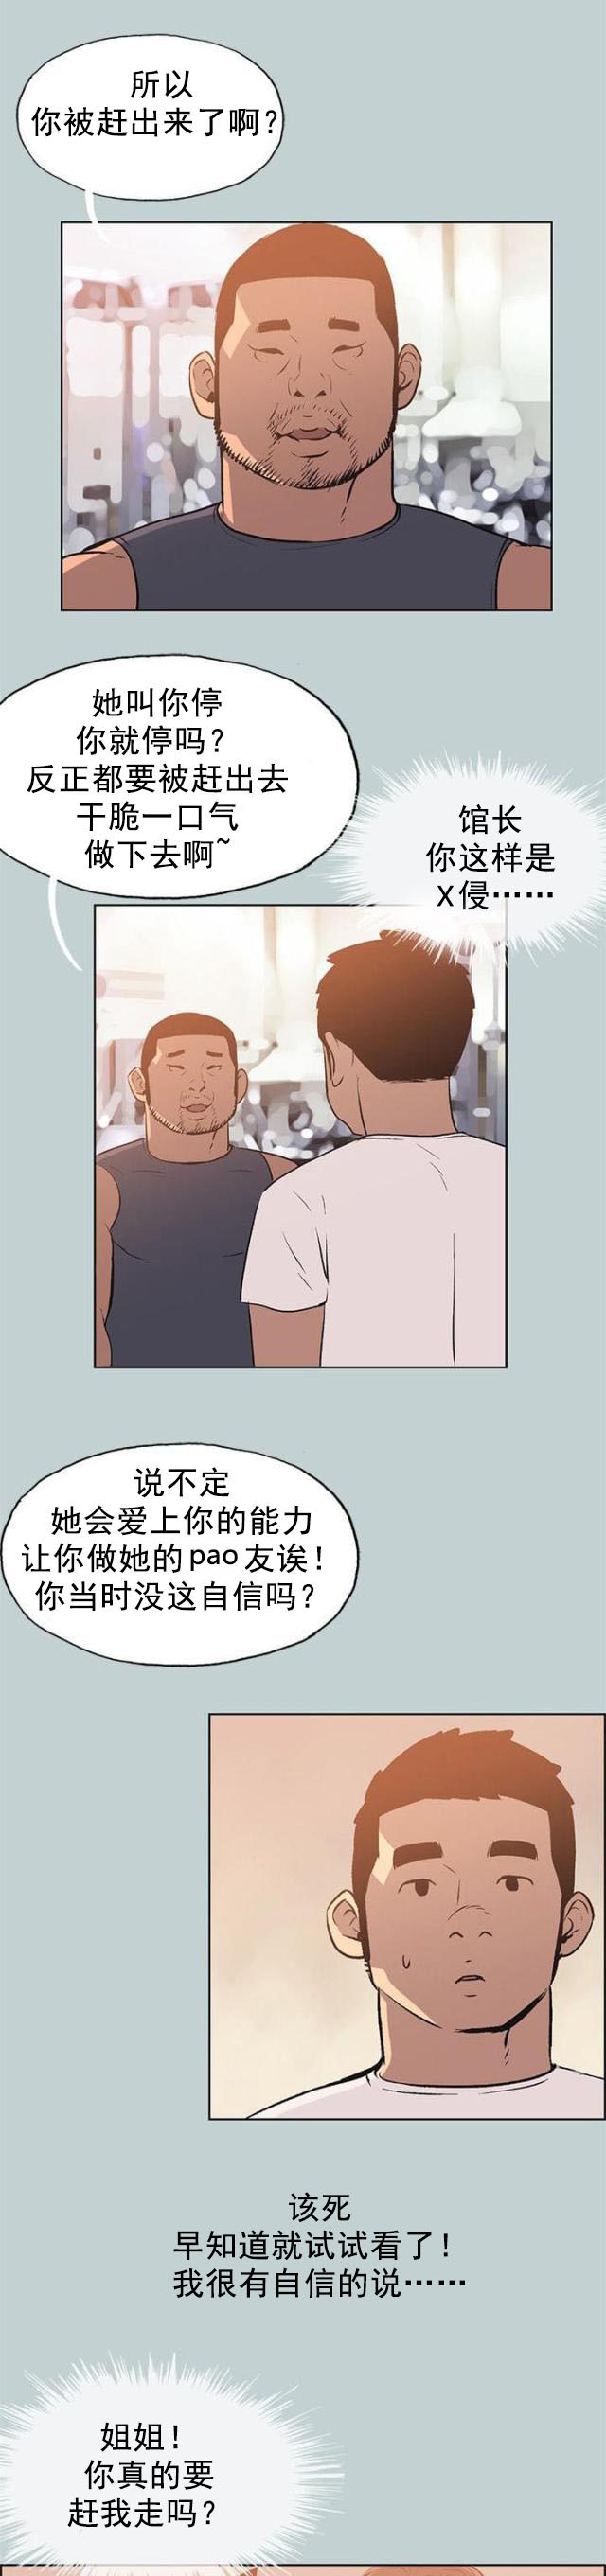 所以
你被赶出来了啊?
她叫你停
你就停吗?
反正都要被赶出去
干脆一口气
做下去啊~
馆长
你这样是
X侵……
说不定
她会爱上你的能力
让你做她的pao友诶!
你当时没这自信吗?
该死
早知道就试试看了!
我很有自信的说……
姐姐!
你真的要
赶我走吗?